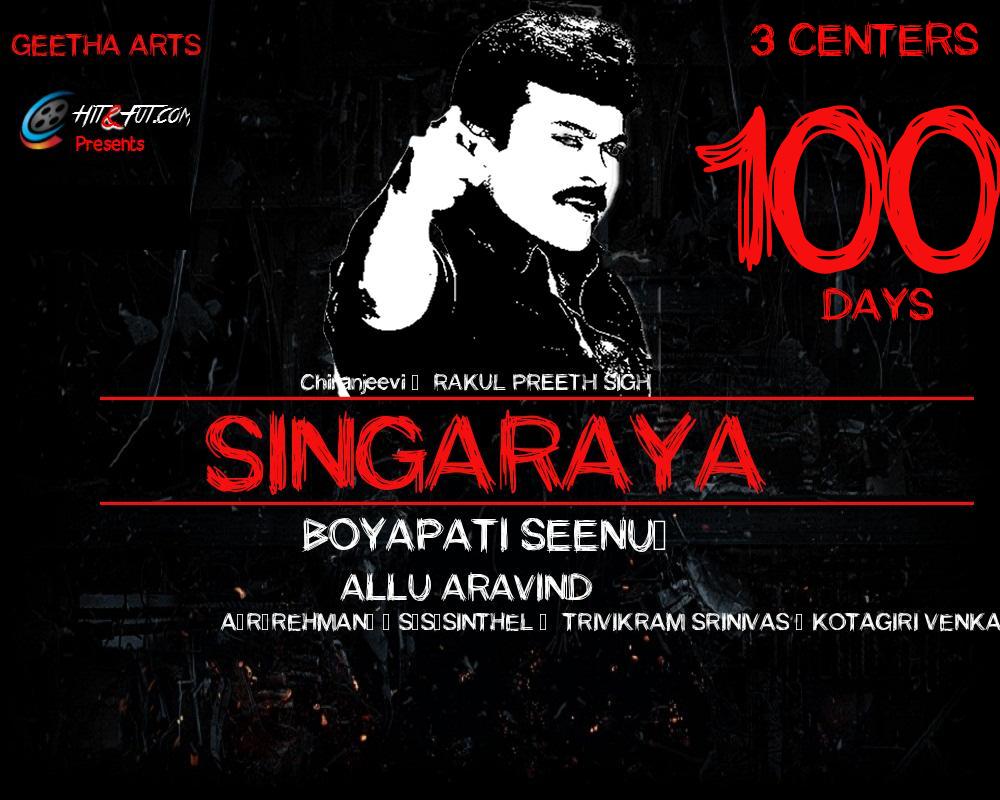 GEETHA ARTS
HIT&FUT.COM
Presents
3 CENTERS
100
DAYS
Chiranjeevi RAKUL PREETH SIGH
SINGARAYA
BOYAPATI SEENU
ALLU ARAVIND
A▯R▯REHMAN▯ ▯ S▯S▯SINTHEL ▯ TRIVIKRAM SRINIVAS ▯ KOTAGIRI VENKA